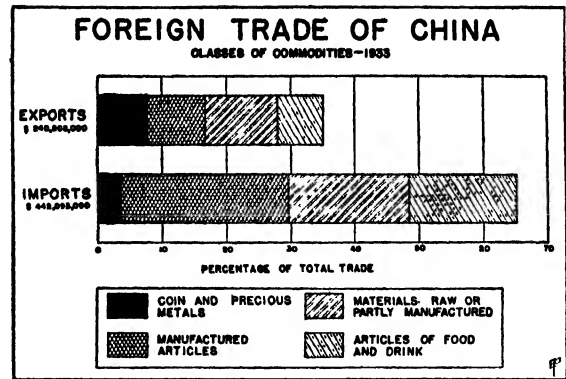 FOREIGN TRADE OF CHINA
CLASSES OF COMMODITIES-1933
EXPORTS
IMPORTS
0 10 20 30 40 50 60 70
PERCENTAGE OF TOTAL TRADE
COIN AND PRECIOUS METALS
MATERIALS-RAW OR PARTLY MANUFACTURED
MANUFACTURED ARTICLES
ARTICLES OF FOOD AND DRINK